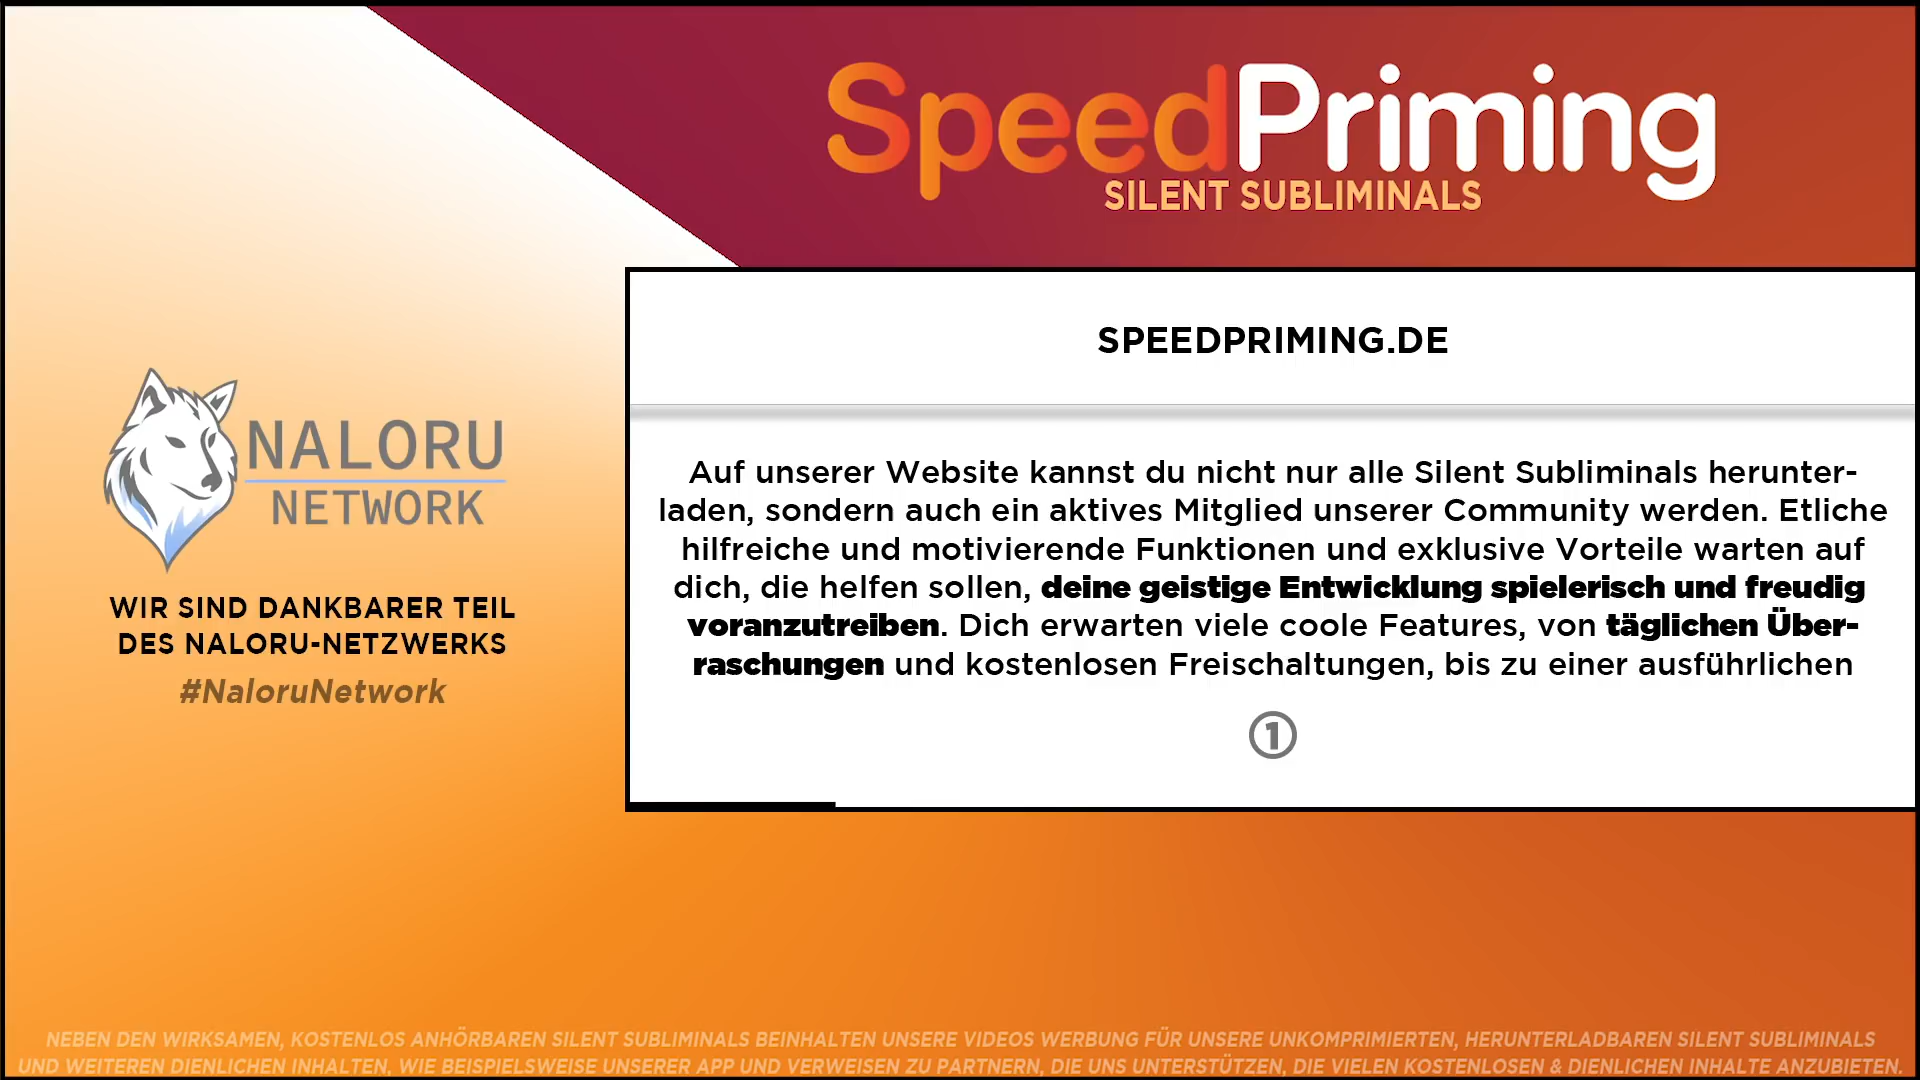 SpeedPriming
SILENT SUBLIMINALS
SPEEDPRIMING.DE
Auf unserer Website kannst du nicht nur alle Silent Subliminals herunter-
laden, sondern auch ein aktives Mitglied unserer Community werden. Etliche
hilfreiche und motivierende Funktionen und exklusive Vorteile warten auf
dich, die helfen sollen, deine geistige Entwicklung spielerisch und freudig
voranzutreiben. Dich erwarten viele coole Features, von täglichen Über-
raschungen und kostenlosen Freischaltungen, bis zu einer ausführlichen
①
NALORU
NETWORK
WIR SIND DANKBARER TEIL
DES NALORU-NETZWERKS
#NaloruNetwork
NEBEN DEN WIRKSAMEN, KOSTENLOS ANHÖRBAREN SILENT SUBLIMINALS BEINHALTEN UNSERE VIDEOS WERBUNG FÜR UNSERE UNKOMPRIMIERTEN, HERUNTERLADBAREN SILENT SUBLIMINALS
UND WEITEREN DIENLICHEN INHALTEN, WIE BEISPIELSWEISE UNSERER APP UND VERWEISEN ZU PARTNERN, DIE UNS UNTERSTÜTZEN, DIE VIELEN KOSTENLOSEN & DIENLICHEN INHALTE ANZUBIETEN.